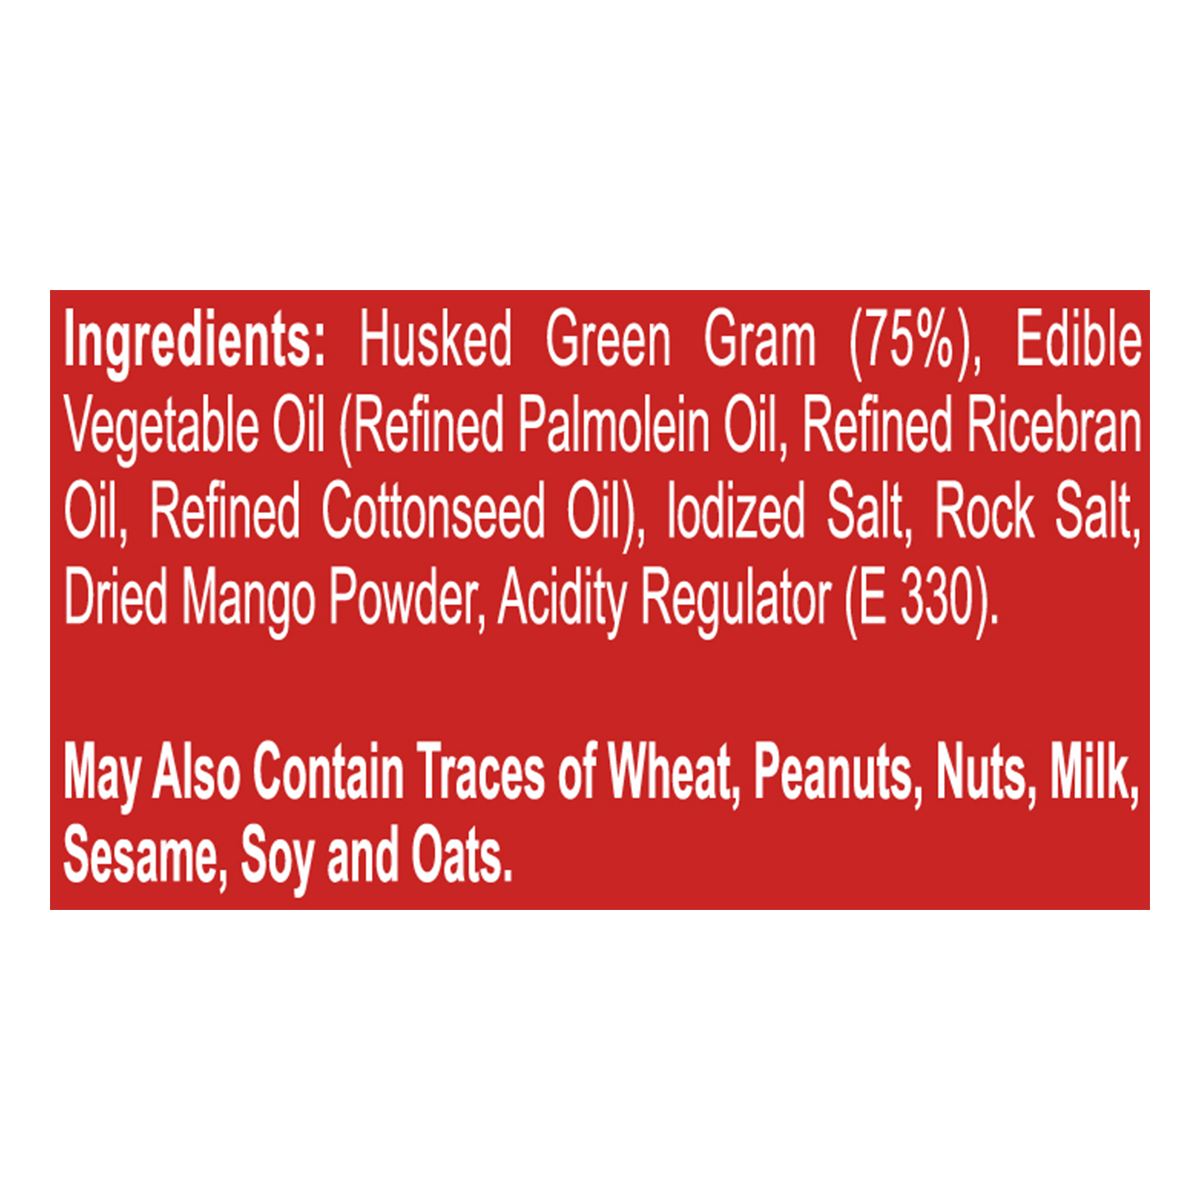 Ingredients: Husked Green Gram (75%), Edible
Vegetable Oil (Refined Palmolein Oil, Refined Ricebran
Oil, Refined Cottonseed Oil), Iodized Salt, Rock Salt,
Dried Mango Powder, Acidity Regulator (E 330).
May Also Contain Traces of Wheat, Peanuts, Nuts, Milk,
Sesame, Soy and Oats.